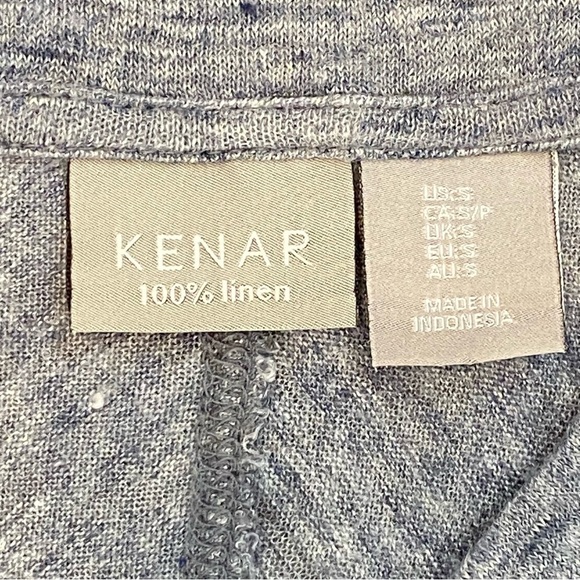 KENAR
100% linen
US:S
CA:S/P
UK:S
EU:S
AU:S
MADE IN
INDONESIA